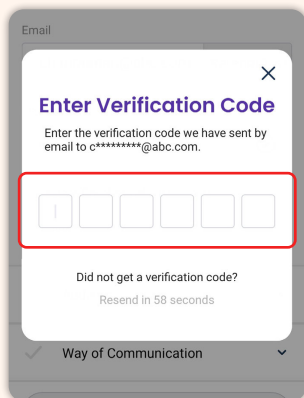 Email
Enter Verification Code
Enter the verification code we have sent by
email to c*********@abc.com.
Did not get a verification code?
Resend in 58 seconds
Way of Communication